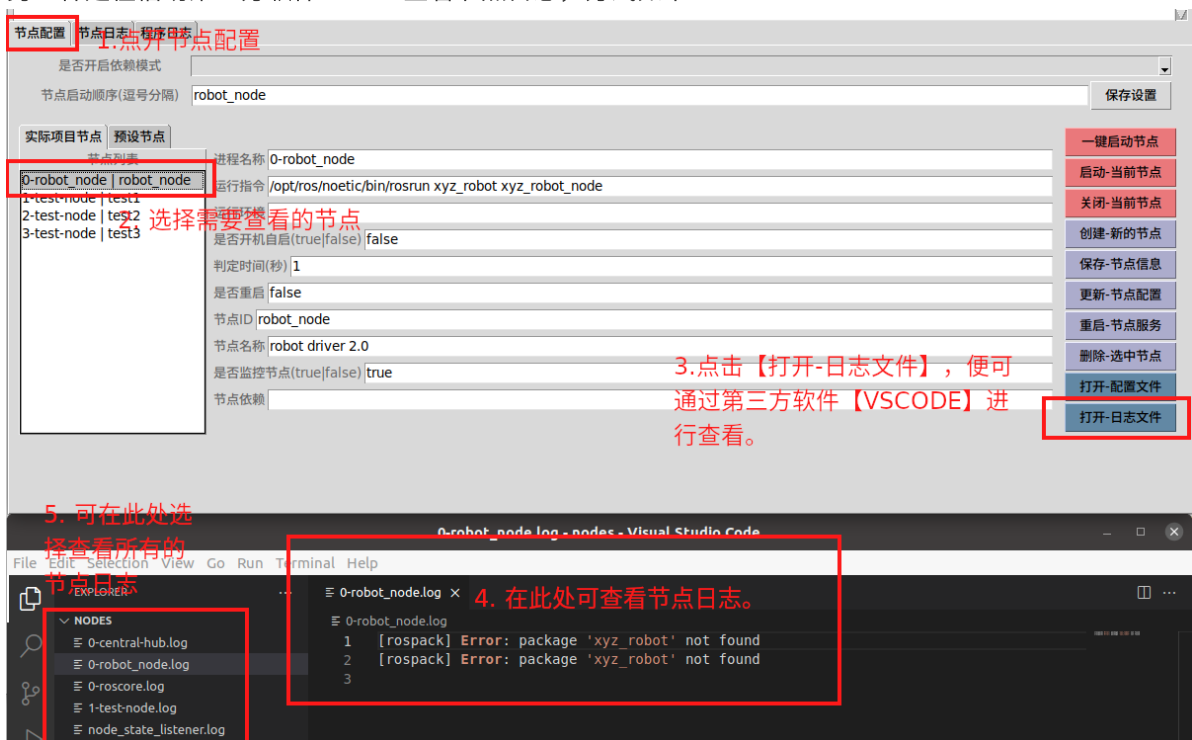 节点配置 节点日志 程序日志
1.点开节点配置
是否开启依赖模式
节点启动顺序(逗号分隔) robot_node 保存设置
实际项目节点 预设节点
节点列表
0-robot_node | robot_node
1-test-node | test1
2-test-node | test2
3-test-node | test3
2. 选择需要查看的节点
进程名称 0-robot_node
运行指令 /opt/ros/noetic/bin/rosrun xyz_robot xyz_robot_node
运行环境
是否开机自启(true|false) false
判定时间(秒) 1
是否重启 false
节点ID robot_node
节点名称 robot driver 2.0
是否监控节点(true|false) true
节点依赖
一键启动节点
启动-当前节点
关闭-当前节点
创建-新的节点
保存-节点信息
更新-节点配置
重启-节点服务
删除-选中节点
打开-配置文件
打开-日志文件
3.点击【打开-日志文件】，便可
通过第三方软件【VSCODE】进
行查看。
5. 可在此处选
择查看所有的
节点日志
0-robot_node.log - nodes - Visual Studio Code
File Edit Selection View Go Run Terminal Help
EXPLORER
NODES
0-central-hub.log
0-robot_node.log
0-roscore.log
1-test-node.log
node_state_listener.log
0-robot_node.log
4. 在此处可查看节点日志。
0-robot_node.log
1 [rospack] Error: package 'xyz_robot' not found
2 [rospack] Error: package 'xyz_robot' not found
3